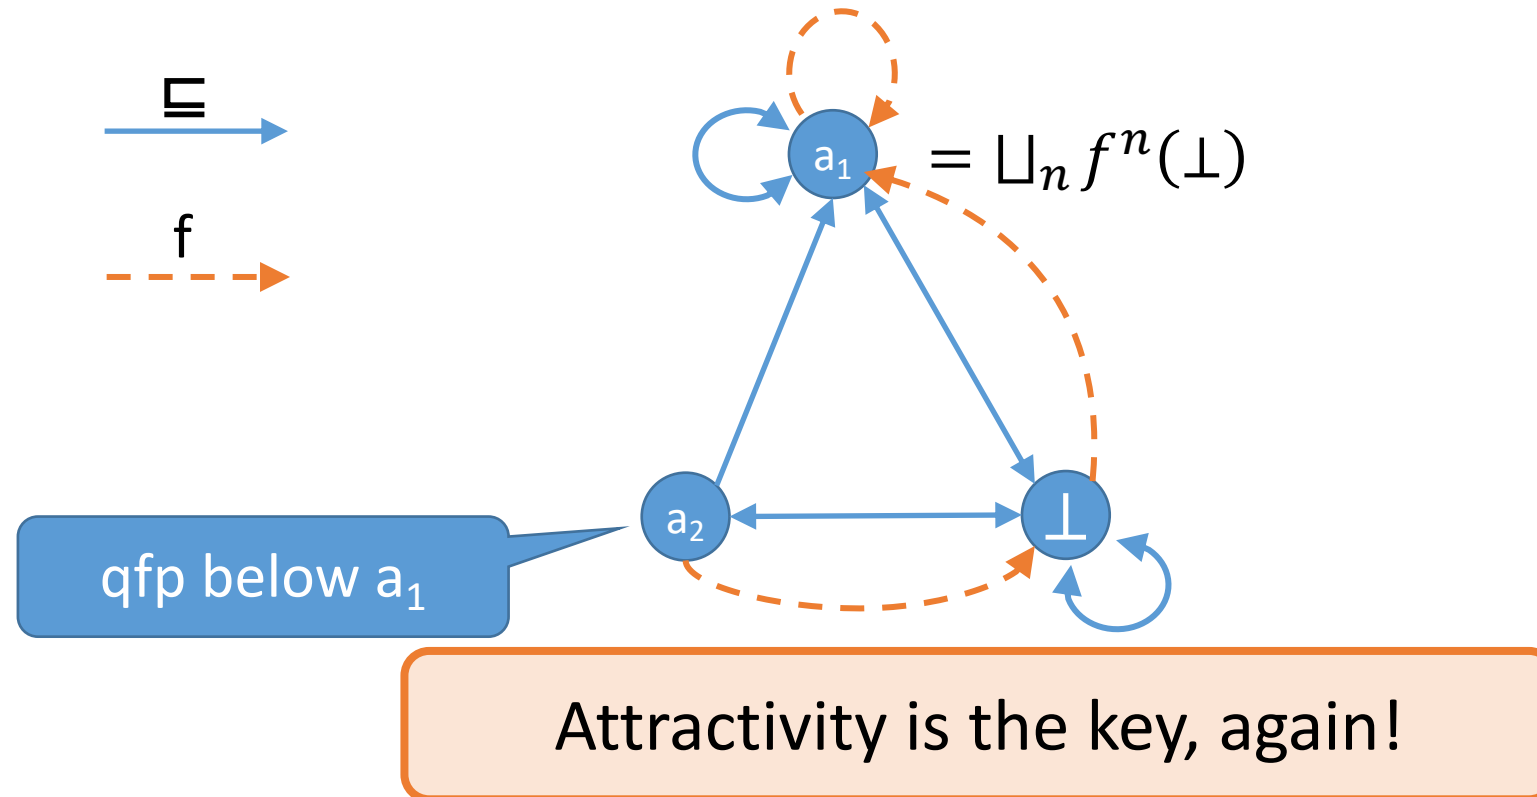 ⊑
f
a₁
= ⨆ₙ fⁿ(⊥)
a₂
⊥
qfp below a₁
Attractivity is the key, again!